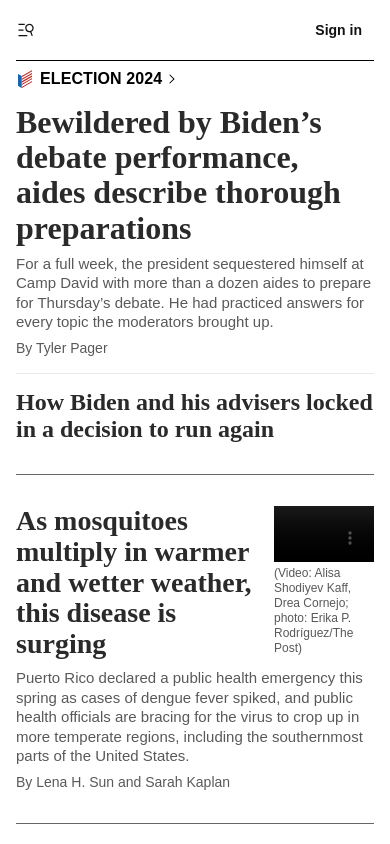 Sign in
ELECTION 2024
Bewildered by Biden’s
debate performance,
aides describe thorough
preparations
For a full week, the president sequestered himself at
Camp David with more than a dozen aides to prepare
for Thursday’s debate. He had practiced answers for
every topic the moderators brought up.
By Tyler Pager
How Biden and his advisers locked
in a decision to run again
As mosquitoes
multiply in warmer
and wetter weather,
this disease is
surging
(Video: Alisa
Shodiyev Kaff,
Drea Cornejo;
photo: Erika P.
Rodríguez/The
Post)
Puerto Rico declared a public health emergency this
spring as cases of dengue fever spiked, and public
health officials are bracing for the virus to crop up in
more temperate regions, including the southernmost
parts of the United States.
By Lena H. Sun and Sarah Kaplan